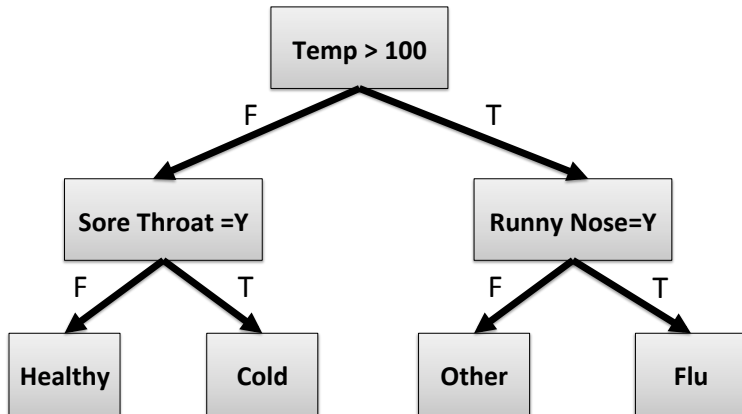 Temp > 100
F
T
Sore Throat =Y
Runny Nose=Y
F
T
F
T
Healthy
Cold
Other
Flu